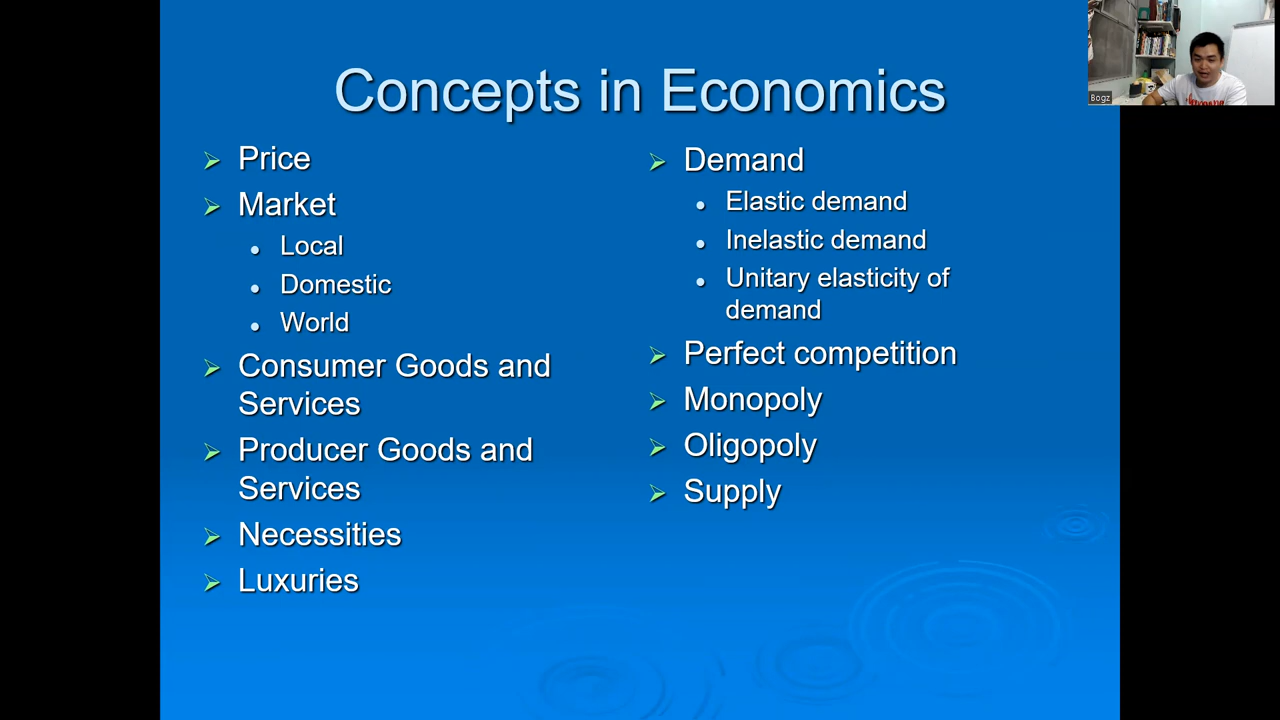 Concepts in Economics
Price
Market
Local
Domestic
World
Consumer Goods and
Services
Producer Goods and
Services
Necessities
Luxuries
Demand
Elastic demand
Inelastic demand
Unitary elasticity of
demand
Perfect competition
Monopoly
Oligopoly
Supply
Bogz